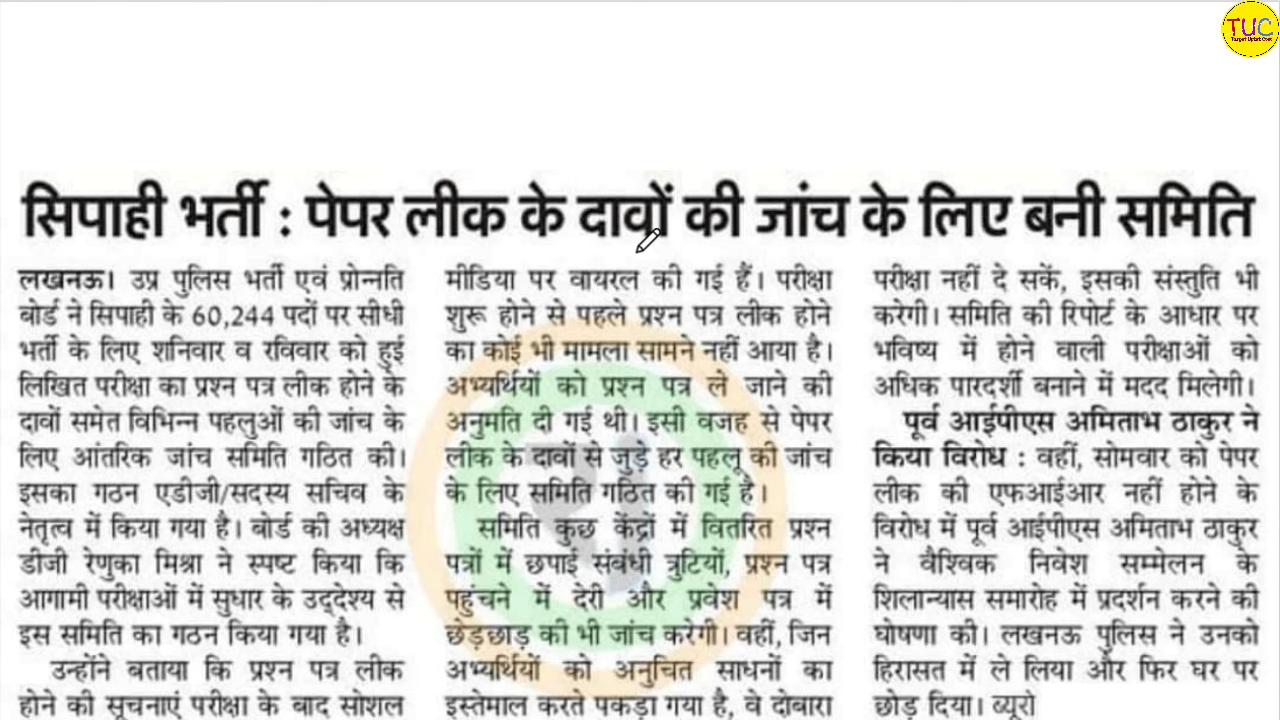 TUC
Target Uptet Ctet
सिपाही भर्ती : पेपर लीक के दावों की जांच के लिए बनी समिति
लखनऊ। उप्र पुलिस भर्ती एवं प्रोन्नति
बोर्ड ने सिपाही के 60,244 पदों पर सीधी
भर्ती के लिए शनिवार व रविवार को हुई
लिखित परीक्षा का प्रश्न पत्र लीक होने के
दावों समेत विभिन्न पहलुओं की जांच के
लिए आंतरिक जांच समिति गठित की।
इसका गठन एडीजी/सदस्य सचिव के
नेतृत्व में किया गया है। बोर्ड की अध्यक्ष
डीजी रेणुका मिश्रा ने स्पष्ट किया कि
आगामी परीक्षाओं में सुधार के उद्देश्य से
इस समिति का गठन किया गया है।
उन्होंने बताया कि प्रश्न पत्र लीक
होने की सूचनाएं परीक्षा के बाद सोशल
मीडिया पर वायरल की गई हैं। परीक्षा
शुरू होने से पहले प्रश्न पत्र लीक होने
का कोई भी मामला सामने नहीं आया है।
अभ्यर्थियों को प्रश्न पत्र ले जाने की
अनुमति दी गई थी। इसी वजह से पेपर
लीक के दावों से जुड़े हर पहलू की जांच
के लिए समिति गठित की गई है।
समिति कुछ केंद्रों में वितरित प्रश्न
पत्रों में छपाई संबंधी त्रुटियों, प्रश्न पत्र
पहुंचने में देरी और प्रवेश पत्र में
छेड़छाड़ की भी जांच करेगी। वहीं, जिन
अभ्यर्थियों को अनुचित साधनों का
इस्तेमाल करते पकड़ा गया है, वे दोबारा
परीक्षा नहीं दे सकें, इसकी संस्तुति भी
करेगी। समिति की रिपोर्ट के आधार पर
भविष्य में होने वाली परीक्षाओं को
अधिक पारदर्शी बनाने में मदद मिलेगी।
पूर्व आईपीएस अमिताभ ठाकुर ने
किया विरोध : वहीं, सोमवार को पेपर
लीक की एफआईआर नहीं होने के
विरोध में पूर्व आईपीएस अमिताभ ठाकुर
ने वैश्विक निवेश सम्मेलन के
शिलान्यास समारोह में प्रदर्शन करने की
घोषणा की। लखनऊ पुलिस ने उनको
हिरासत में ले लिया और फिर घर पर
छोड़ दिया। ब्यूरो